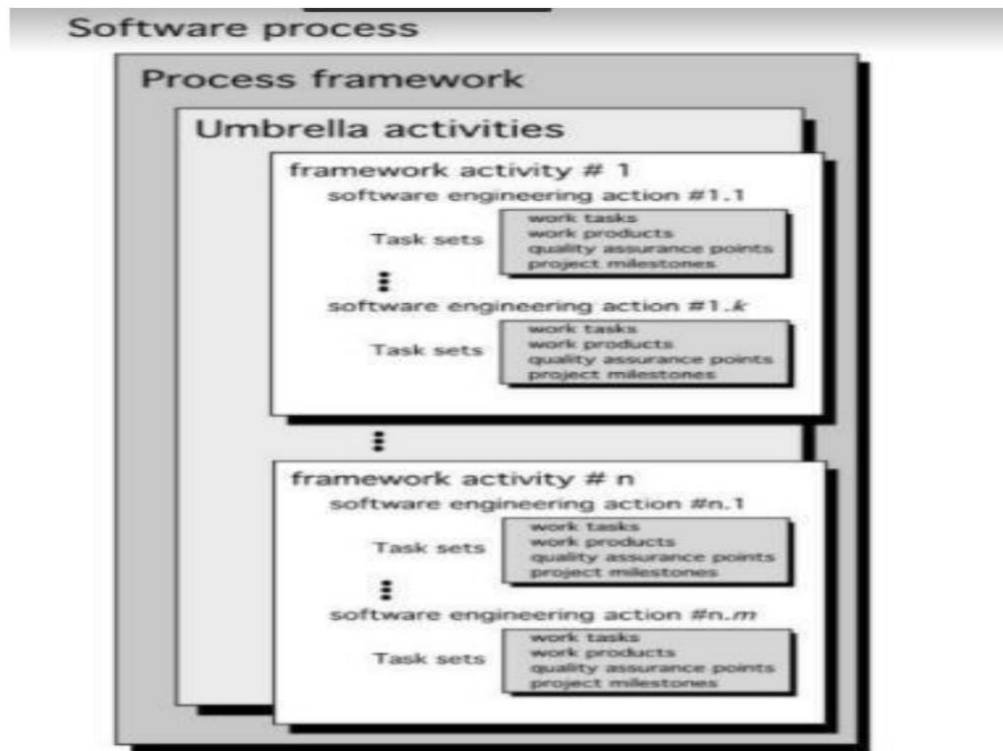 Software process
Process framework
Umbrella activities
framework activity # 1
software engineering action #1.1
Task sets
work tasks
work products
quality assurance points
project milestones
software engineering action #1.k
Task sets
work tasks
work products
quality assurance points
project milestones
framework activity # n
software engineering action #n.1
Task sets
work tasks
work products
quality assurance points
project milestones
software engineering action #n.m
Task sets
work tasks
work products
quality assurance points
project milestones